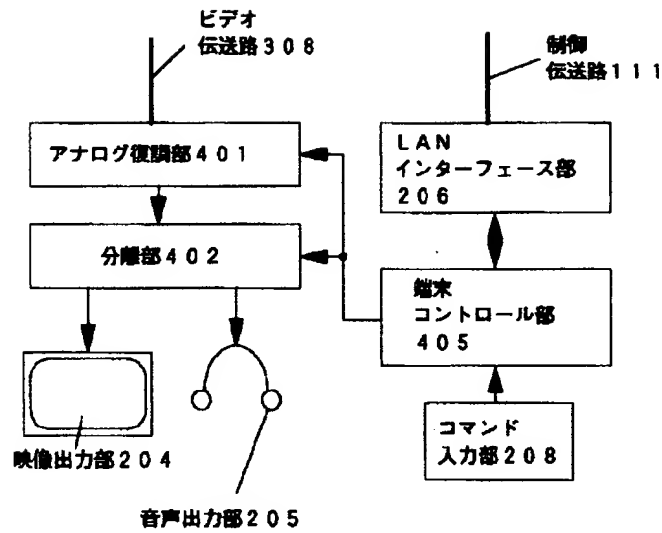 ビデオ
伝送路308
制御
伝送路111
アナログ復調部401
LAN
インターフェース部
206
分離部402
端末
コントロール部
405
コマンド
入力部208
映像出力部204
音声出力部205